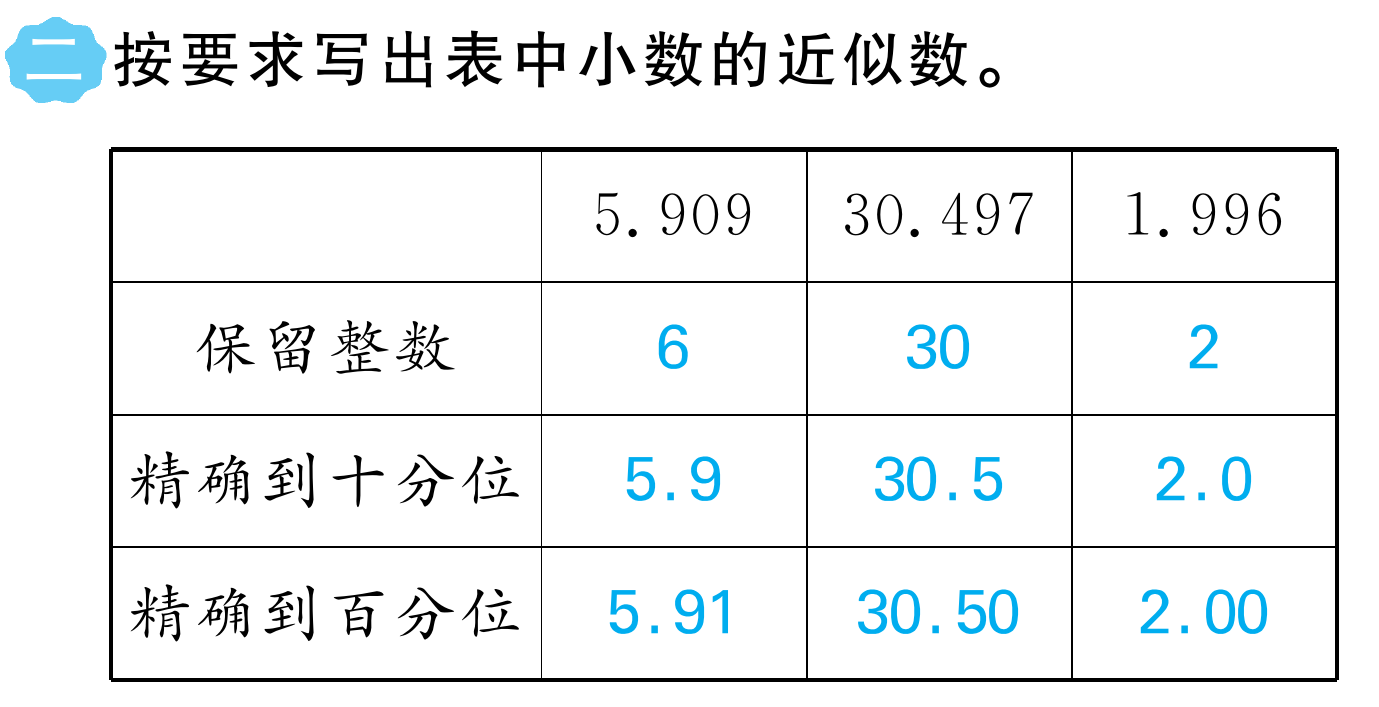 二 按要求写出表中小数的近似数。
5.909 30.497 1.996
保留整数 6 30 2
精确到十分位 5.9 30.5 2.0
精确到百分位 5.91 30.50 2.00